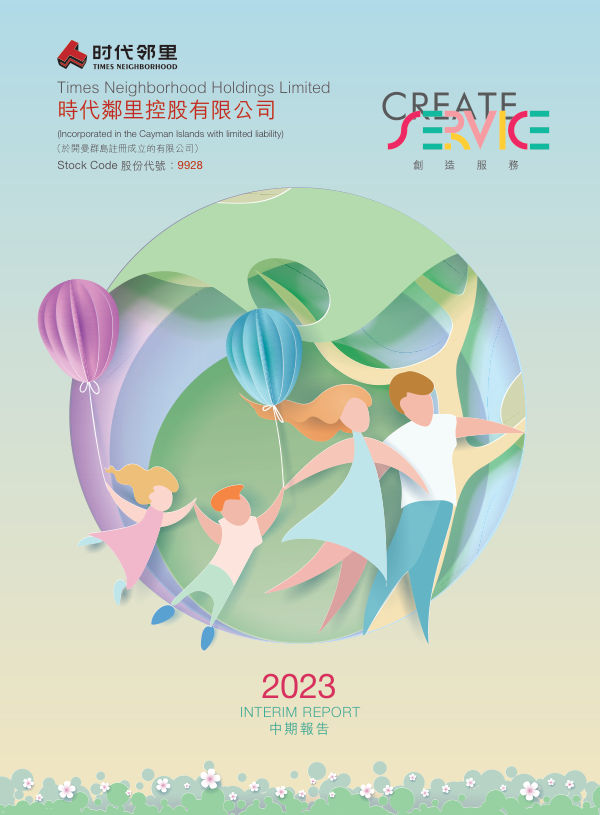 时代邻里
TIMES NEIGHBORHOOD
Times Neighborhood Holdings Limited
時代鄰里控股有限公司
(Incorporated in the Cayman Islands with limited liability)
(於開曼群島註冊成立的有限公司)
Stock Code 股份代號：9928
CREATE
SERVICE
創造服務
2023
INTERIM REPORT
中期報告